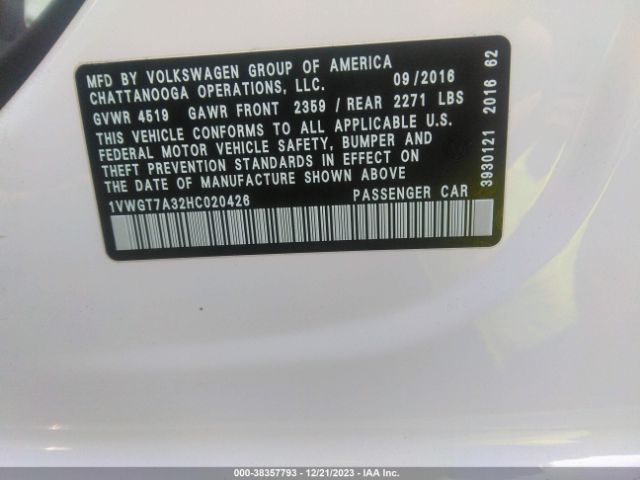 MFD BY VOLKSWAGEN GROUP OF AMERICA
CHATTANOOGA OPERATIONS, LLC. 09/2016
GVWR 4519 GAWR FRONT 2359 / REAR 2271 LBS
THIS VEHICLE CONFORMS TO ALL APPLICABLE U.S.
FEDERAL MOTOR VEHICLE SAFETY, BUMPER AND
THEFT PREVENTION STANDARDS IN EFFECT ON
THE DATE OF MANUFACTURE SHOWN ABOVE
1VWGT7A32HC020426 PASSENGER CAR
3930121 2016 62
000-38357793 - 12/21/2023 - IAA Inc.